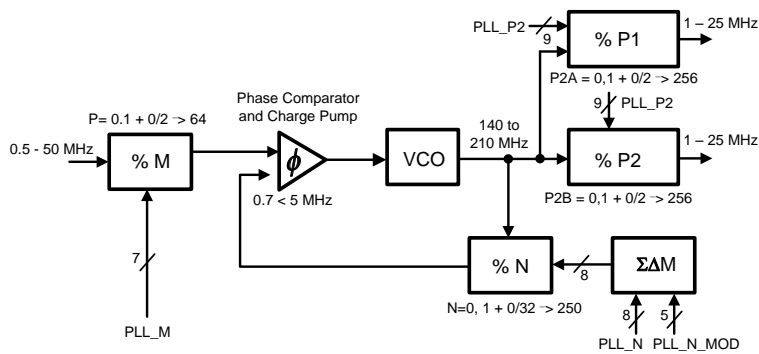 PLL_P2
9
% P1
1 – 25 MHz
P2A = 0,1 + 0/2 -> 256
9
PLL_P2
Phase Comparator
and Charge Pump
P= 0.1 + 0/2 -> 64
0.5 - 50 MHz
% M
ϕ
VCO
140 to
210 MHz
% P2
1 – 25 MHz
0.7 < 5 MHz
P2B = 0,1 + 0/2 -> 256
7
% N
8
ΣΔM
N=0, 1 + 0/32 -> 250
8
5
PLL_M
PLL_N
PLL_N_MOD